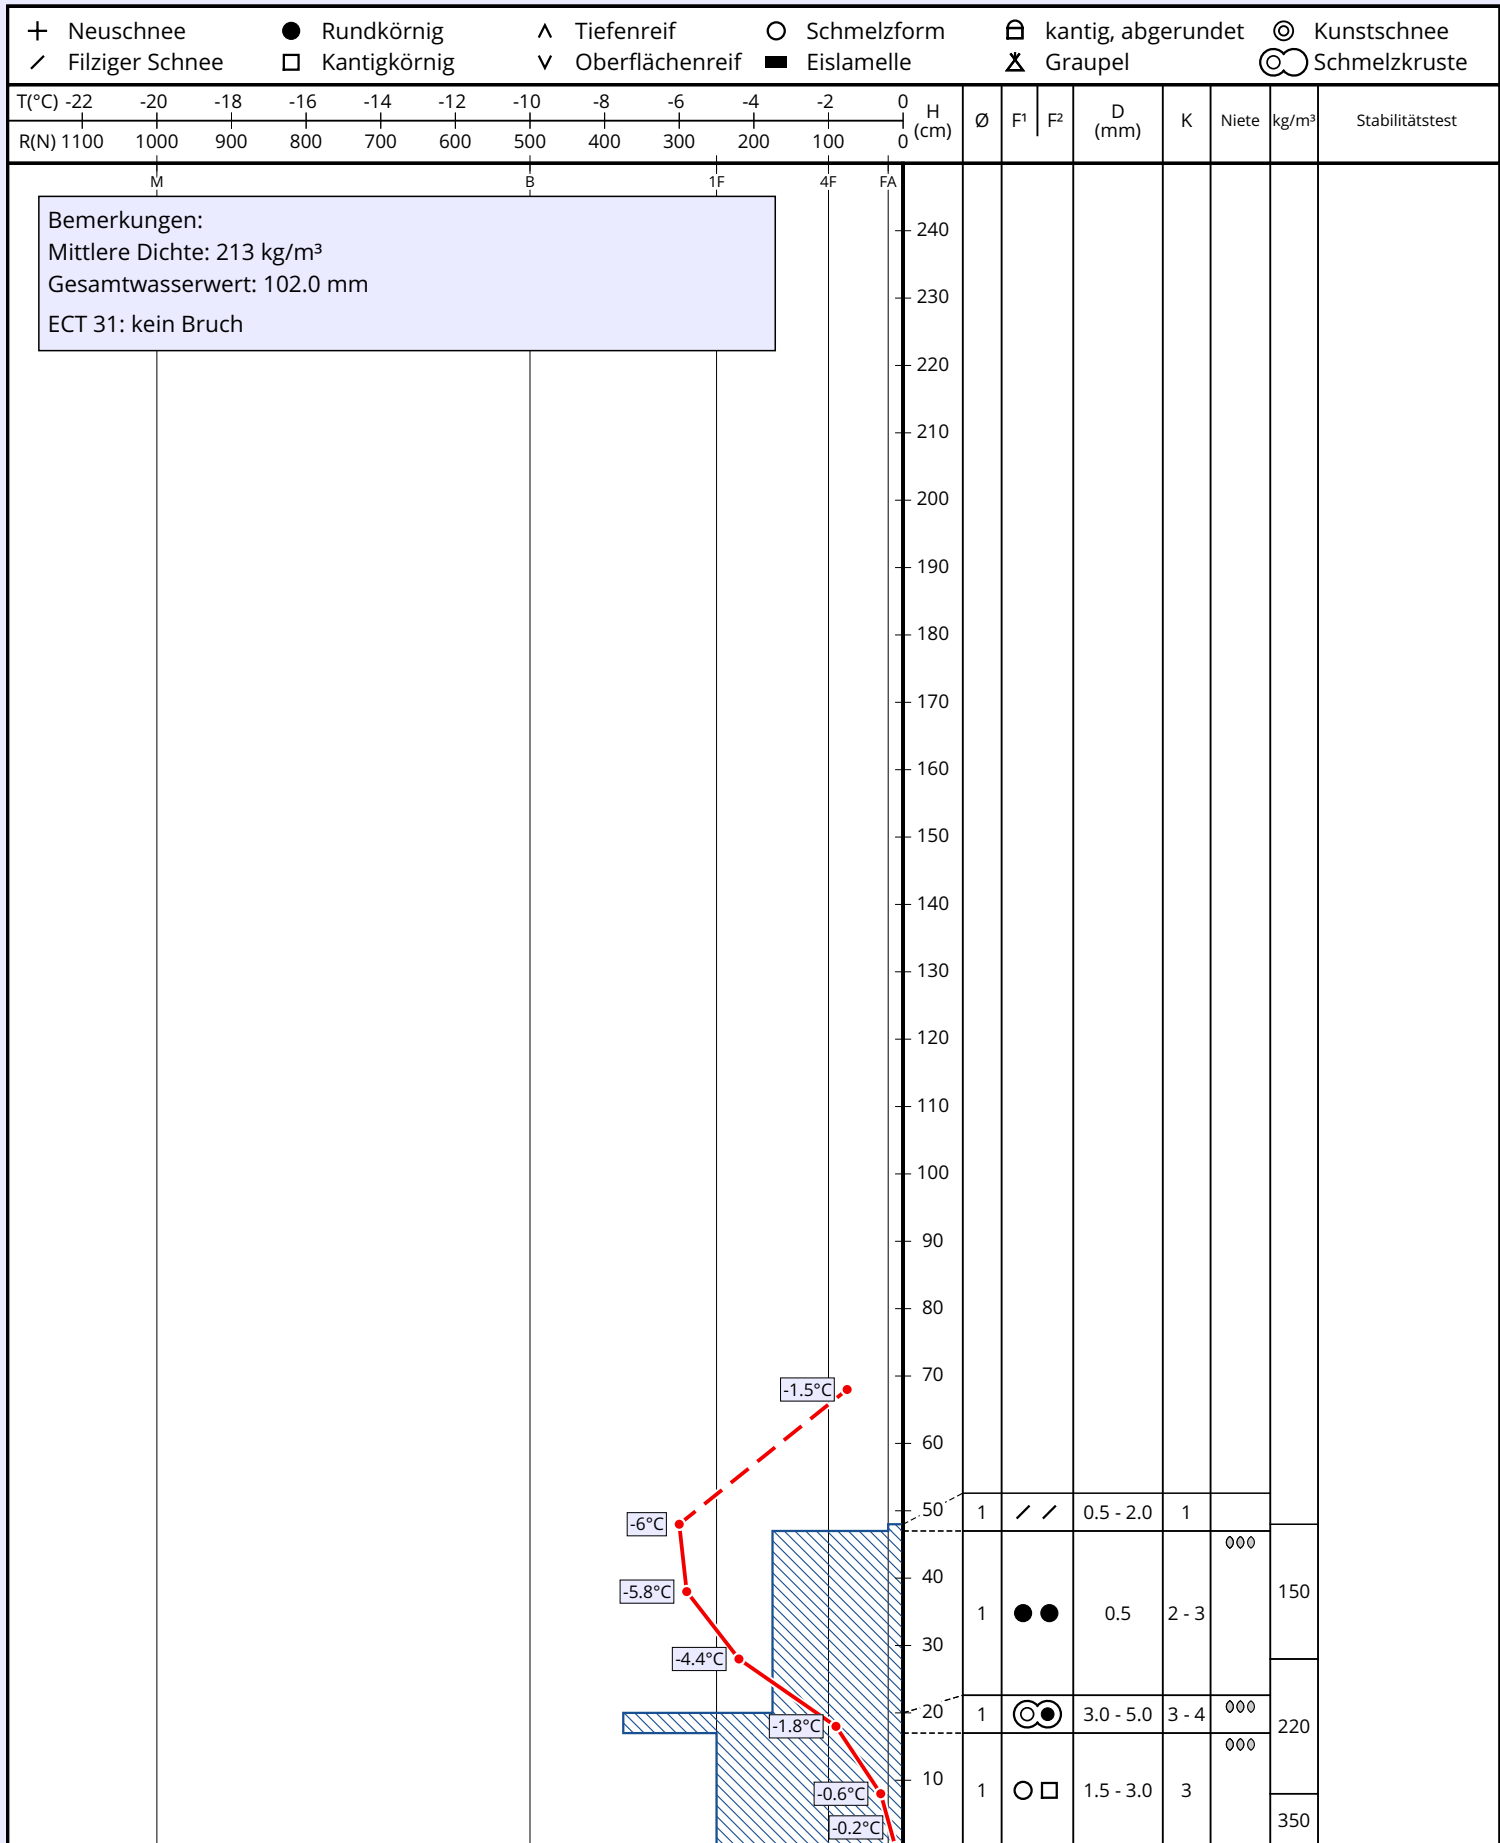 Neuschnee Rundkörnig Tiefenreif Schmelzform kantig, abgerundet Kunstschnee
Filziger Schnee Kantigkörnig Oberflächenreif Eislamelle Graupel Schmelzkruste
T(°C) -22 -20 -18 -16 -14 -12 -10 -8 -6 -4 -2 0
R(N) 1100 1000 900 800 700 600 500 400 300 200 100 0
H (cm) Ø F¹ F² D (mm) K Niete kg/m³ Stabilitätstest
M B 1F 4F FA
Bemerkungen:
Mittlere Dichte: 213 kg/m³
Gesamtwasserwert: 102.0 mm
ECT 31: kein Bruch
240
230
220
210
200
190
180
170
160
150
140
130
120
110
100
90
80
70
-1.5°C
60
50 1 0.5 - 2.0 1
-6°C
40
-5.8°C 150
1 0.5 2 - 3
30
-4.4°C
20 1 3.0 - 5.0 3 - 4
-1.8°C 220
10 1 1.5 - 3.0 3
-0.6°C
-0.2°C 350